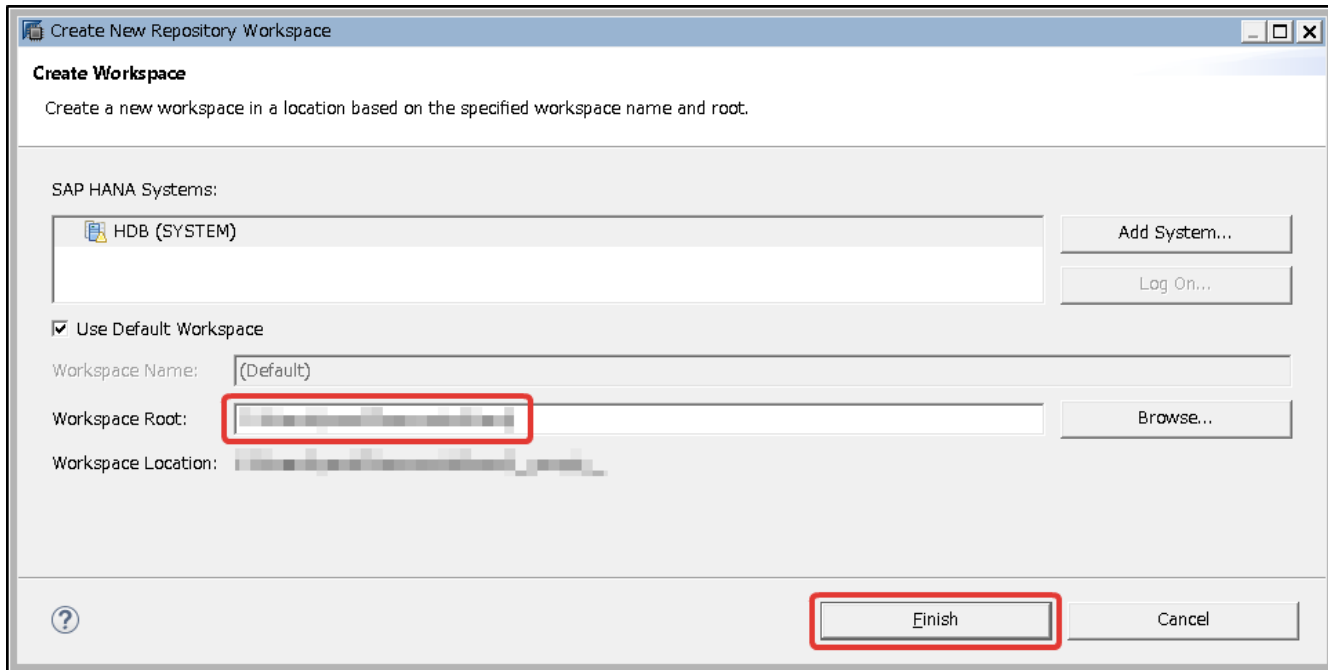 Create New Repository Workspace
Create Workspace
Create a new workspace in a location based on the specified workspace name and root.
SAP HANA Systems:
HDB (SYSTEM)
Add System...
Log On...
Use Default Workspace
Workspace Name: (Default)
Workspace Root: Browse...
Workspace Location:
? Finish Cancel